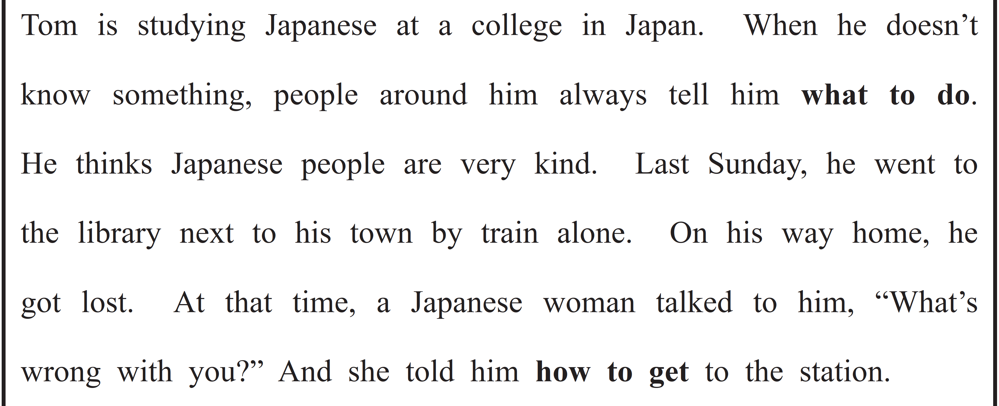 Tom is studying Japanese at a college in Japan. When he doesn’t
know something, people around him always tell him what to do.
He thinks Japanese people are very kind. Last Sunday, he went to
the library next to his town by train alone. On his way home, he
got lost. At that time, a Japanese woman talked to him, “What’s
wrong with you?” And she told him how to get to the station.